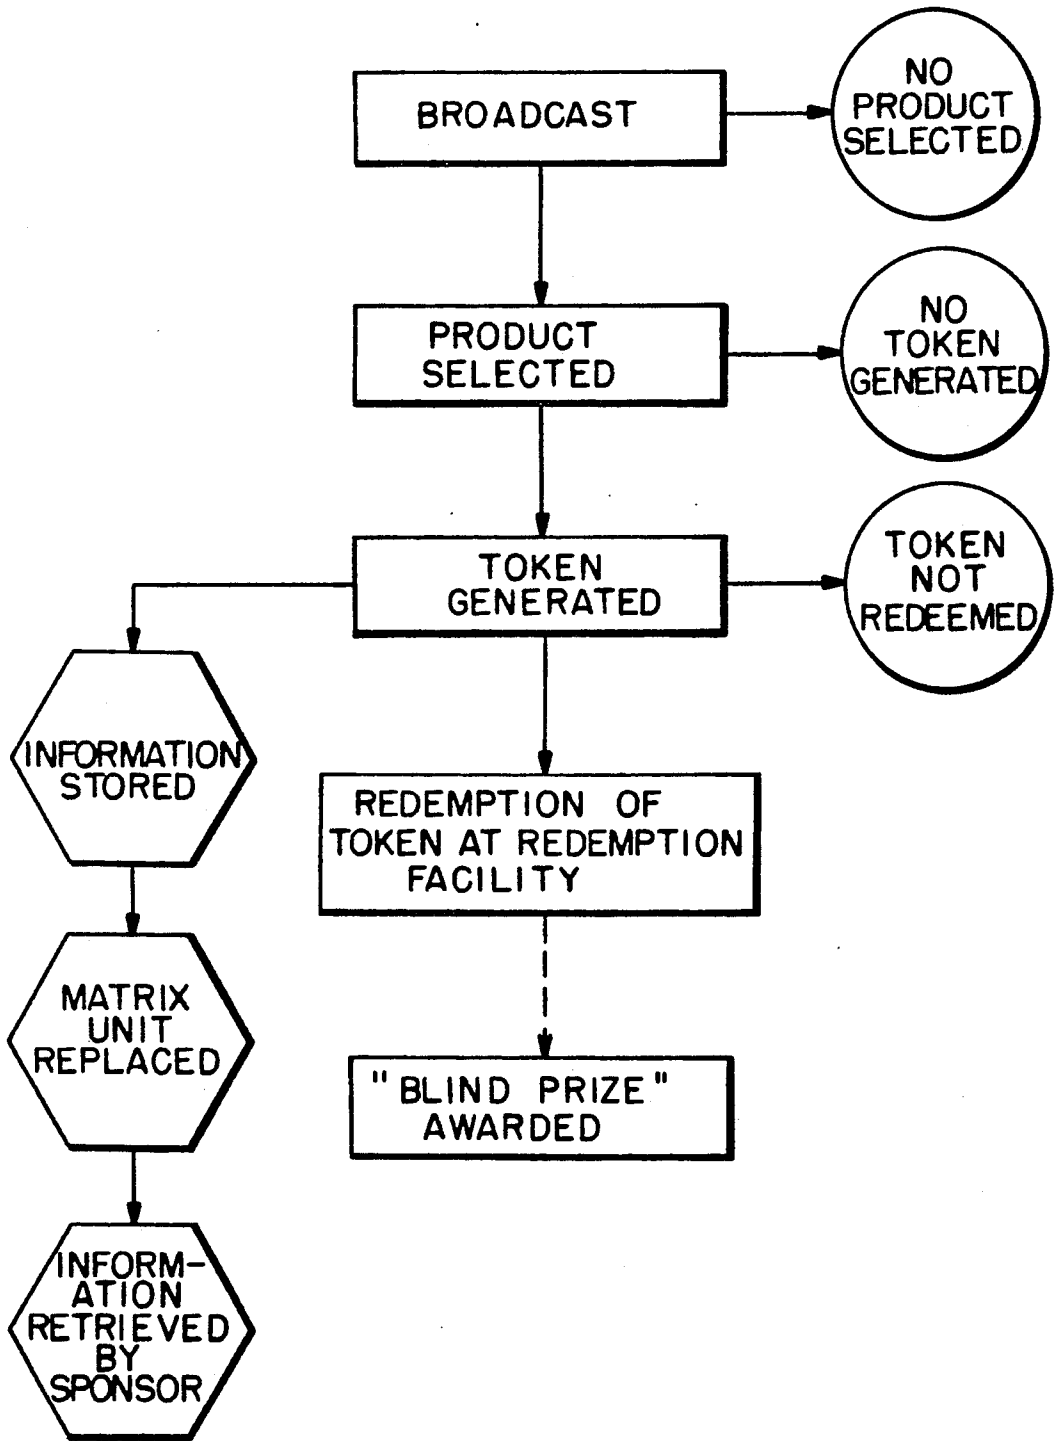 BROADCAST
NO
PRODUCT
SELECTED
PRODUCT
SELECTED
NO
TOKEN
GENERATED
TOKEN
GENERATED
TOKEN
NOT
REDEEMED
INFORMATION
STORED
REDEMPTION OF
TOKEN AT REDEMPTION
FACILITY
MATRIX
UNIT
REPLACED
"BLIND PRIZE"
AWARDED
INFORM-
ATION
RETRIEVED
BY
SPONSOR